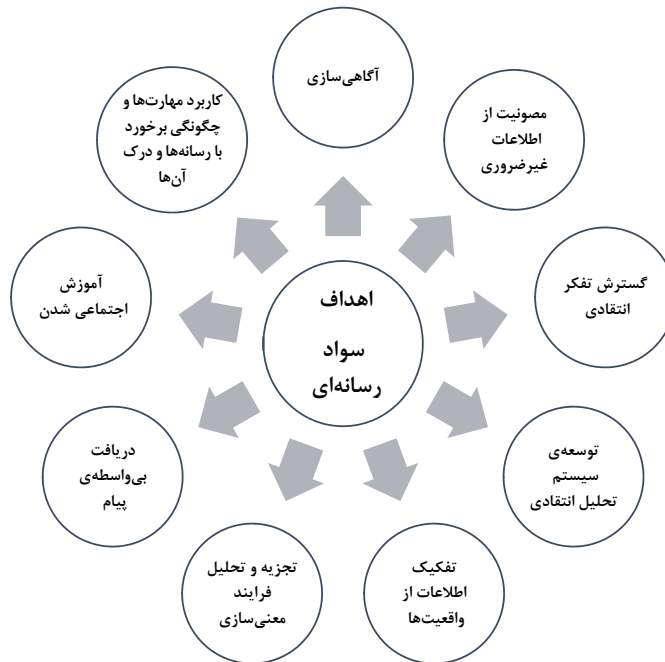 اهداف
سواد
رسانه‌ای
آگاهی‌سازی
مصونیت از
اطلاعات
غیرضروری
گسترش تفکر
انتقادی
توسعه‌ی
سیستم
تحلیل انتقادی
تفکیک
اطلاعات از
واقعیت‌ها
تجزیه و تحلیل
فرایند
معنی‌سازی
دریافت
بی‌واسطه‌ی
پیام
آموزش
اجتماعی شدن
کاربرد مهارت‌ها و
چگونگی برخورد
با رسانه‌ها و درک
آن‌ها